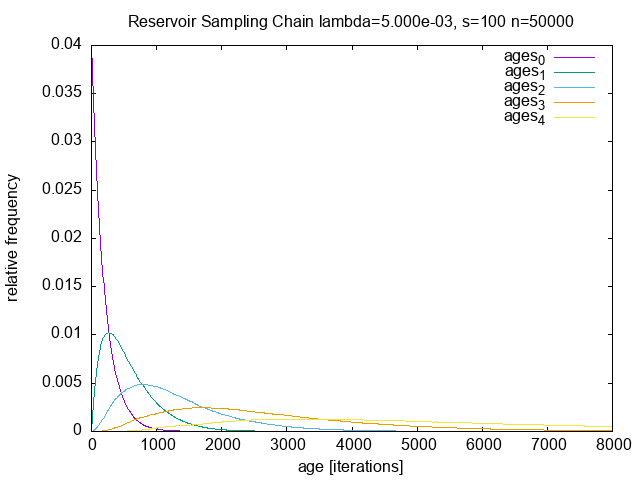 Reservoir Sampling Chain lambda=5.000e-03, s=100 n=50000
0.04
0.035
0.03
0.025
0.02
0.015
0.01
0.005
0
relative frequency
ages0
ages1
ages2
ages3
ages4
0 1000 2000 3000 4000 5000 6000 7000 8000
age [iterations]